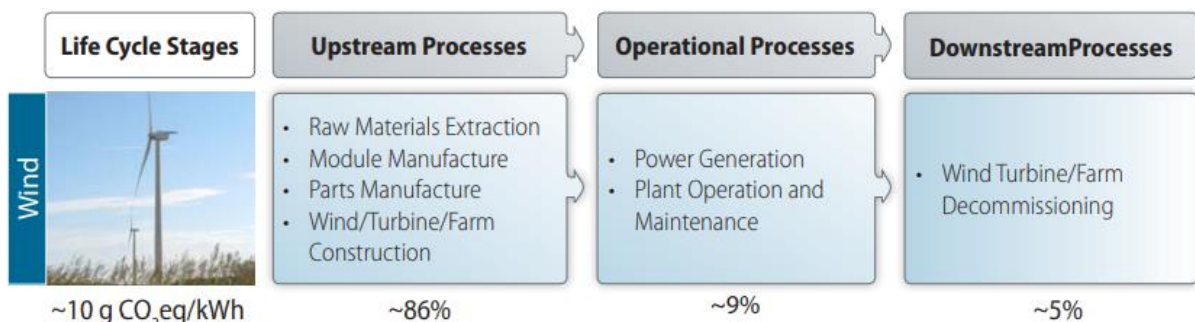 Life Cycle Stages
Upstream Processes
Operational Processes
DownstreamProcesses
Wind
• Raw Materials Extraction
• Module Manufacture
• Parts Manufacture
• Wind/Turbine/Farm
Construction
• Power Generation
• Plant Operation and
Maintenance
• Wind Turbine/Farm
Decommissioning
~10 g CO₂eq/kWh
~86%
~9%
~5%